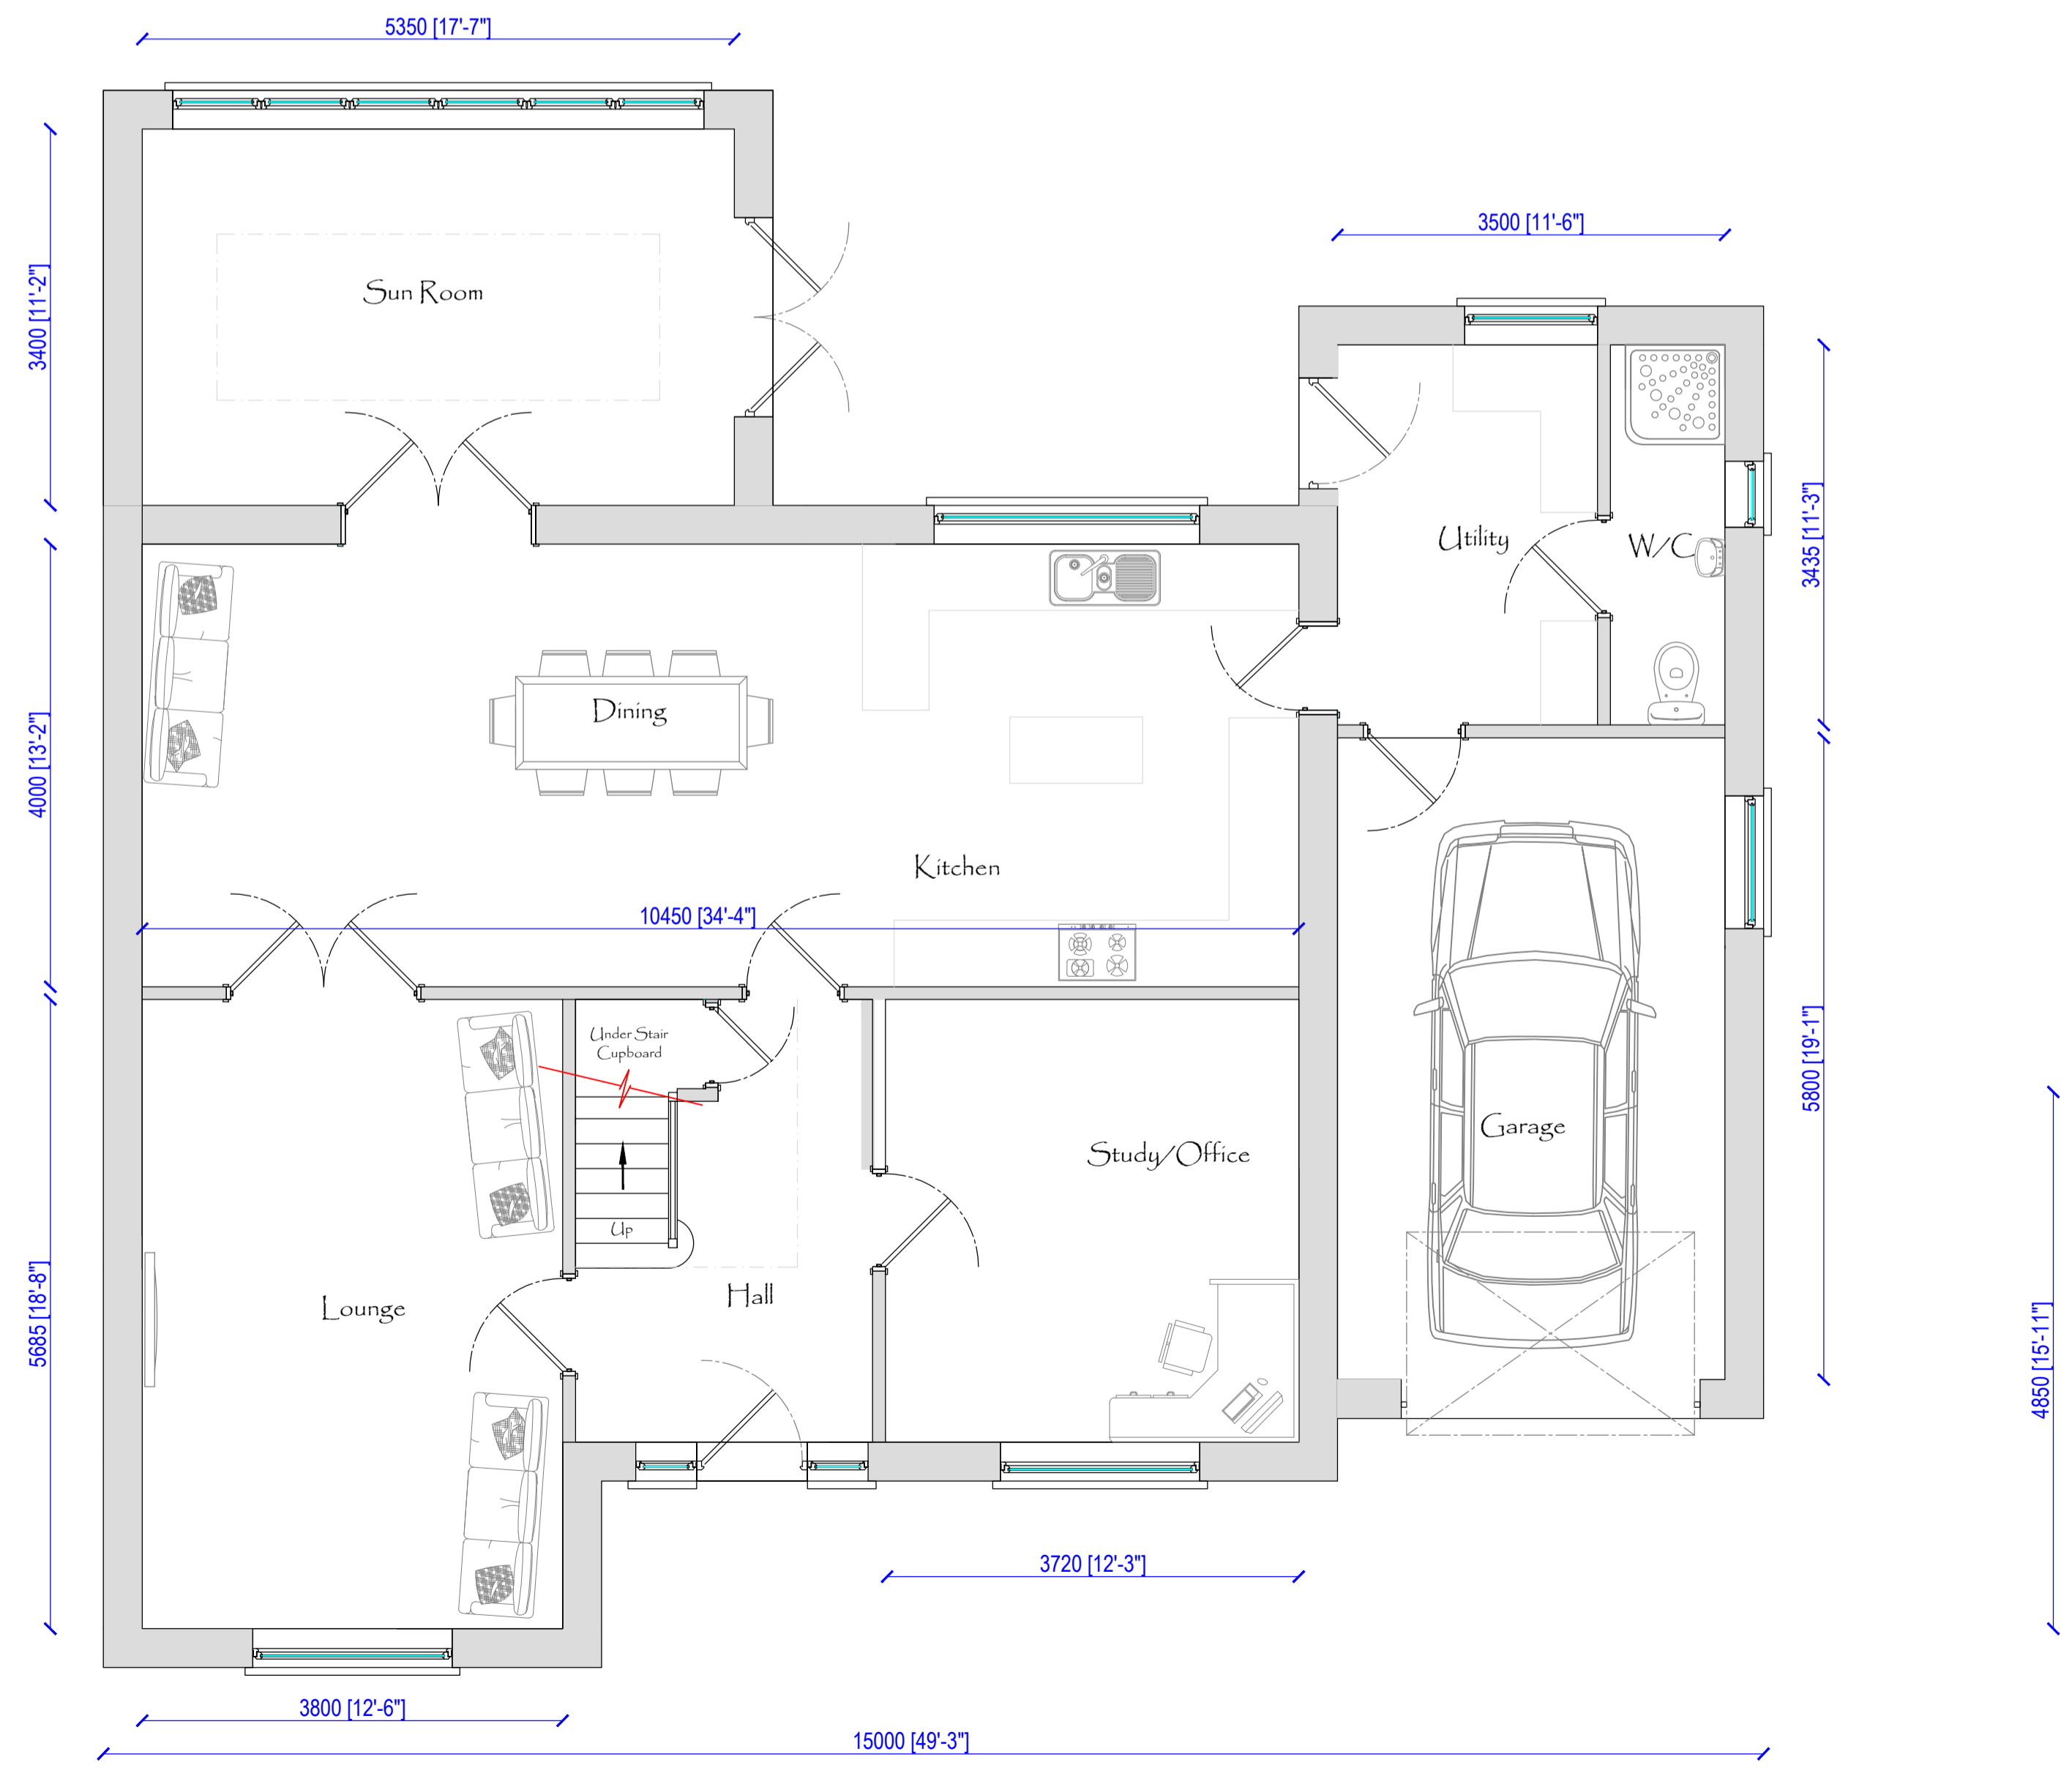 5350 [17'-7"]
3500 [11'-6"]
3400 [11'-2"]
Sun Room
3435 [11'-3"]
Utility
W/C
4000 [13'-2"]
Dining
Kitchen
10450 [34'-4"]
Under Stair
Cupboard
5800 [19'-1"]
Garage
Study/Office
Up
Hall
Lounge
5685 [18'-8"]
4850 [15'-11"]
3720 [12'-3"]
3800 [12'-6"]
15000 [49'-3"]